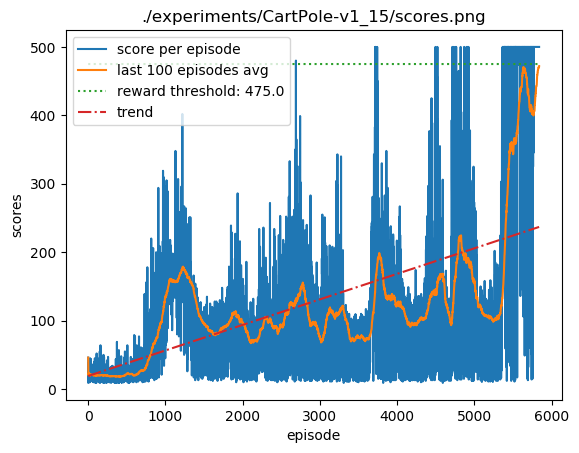 ./experiments/CartPole-v1_15/scores.png
score per episode
last 100 episodes avg
reward threshold: 475.0
trend
500
400
300
200
100
0
scores
0 1000 2000 3000 4000 5000 6000
episode